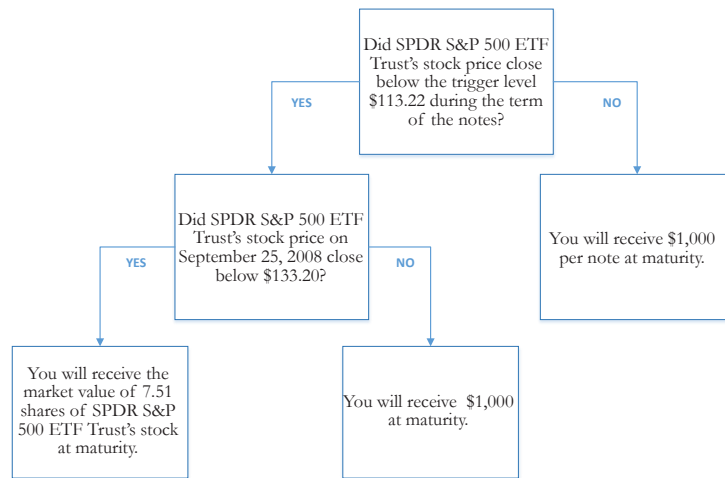 Did SPDR S&P 500 ETF
Trust's stock price close
below the trigger level
$113.22 during the term
of the notes?
YES
NO
Did SPDR S&P 500 ETF
Trust's stock price on
September 25, 2008 close
below $133.20?
You will receive $1,000
per note at maturity.
YES
NO
You will receive the
market value of 7.51
shares of SPDR S&P
500 ETF Trust's stock
at maturity.
You will receive $1,000
at maturity.